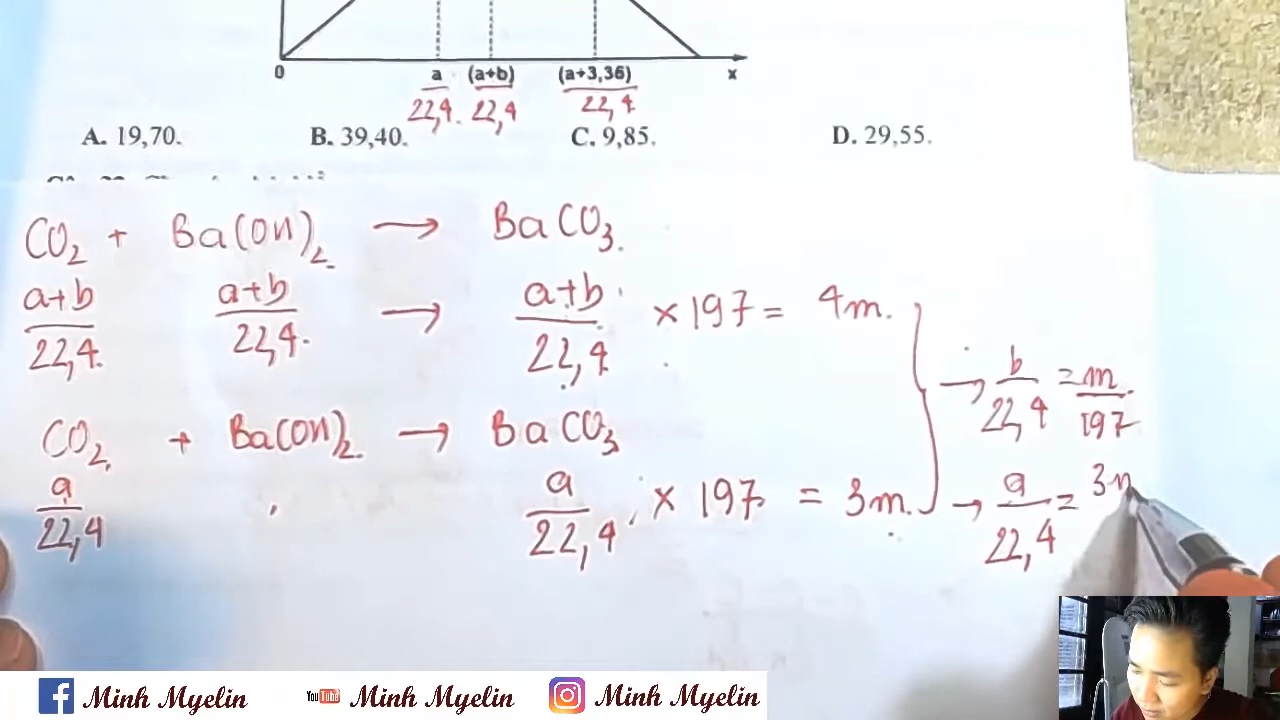 0 a (a+b) (a+3,36) x
22,4. 22,4 22,4
A. 19,70. B. 39,40. C. 9,85. D. 29,55.
CO2 + Ba(OH)2 → BaCO3.
a+b/22,4. a+b/22,4. → a+b/22,4 × 197 = 4m.
→ b/22,4 = m/197
CO2 + Ba(OH)2 → BaCO3
a/22,4 a/22,4 × 197 = 3m. → a/22,4 = 3m
Minh Myelin YouTube Minh Myelin Minh Myelin